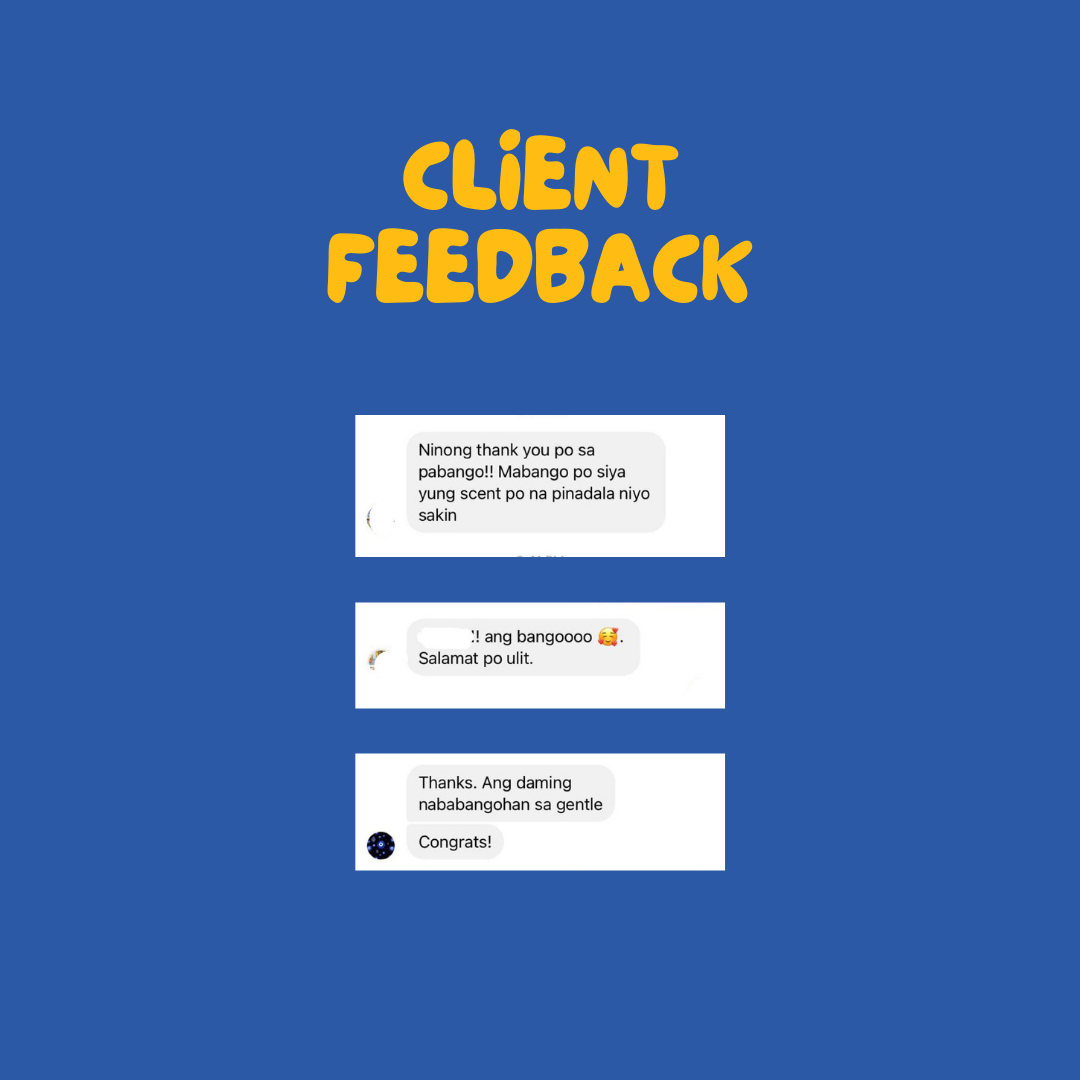 CLIENT
FEEDBACK
Ninong thank you po sa
pabango!! Mabango po siya
yung scent po na pinadala niyo
sakin
!! ang bangoooo 🥰.
Salamat po ulit.
Thanks. Ang daming
nababangohan sa gentle
Congrats!